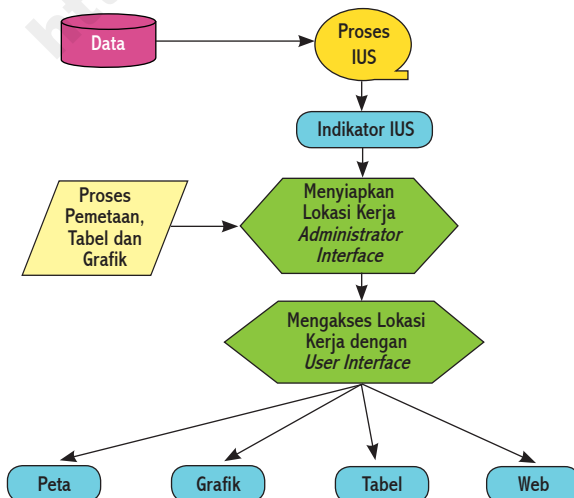 Data
Proses
IUS
Indikator IUS
Proses
Pemetaan,
Tabel dan
Grafik
Menyiapkan
Lokasi Kerja
Administrator
Interface
Mengakses Lokasi
Kerja dengan
User Interface
Peta
Grafik
Tabel
Web